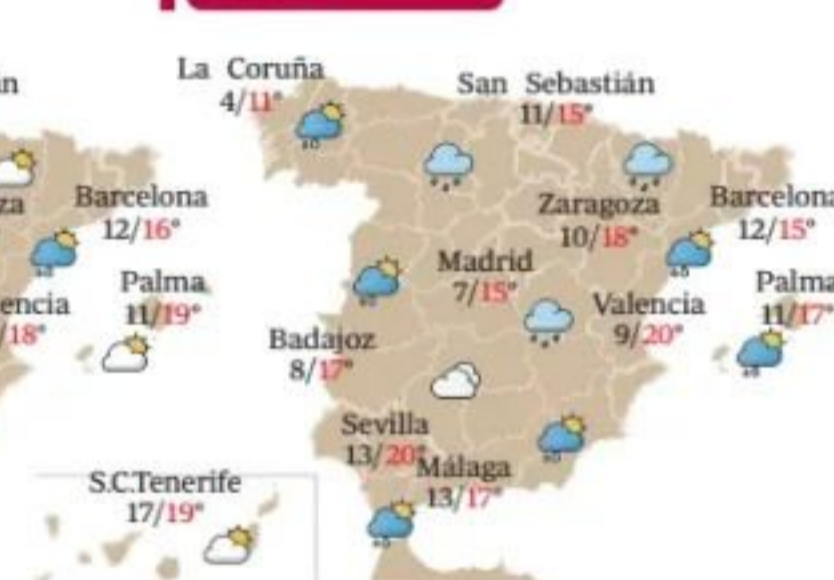 La Coruña
4/11°
San Sebastián
11/15°
Barcelona
12/16°
Zaragoza
10/18°
Barcelona
12/15°
Madrid
7/15°
Palma
11/19°
Valencia
9/20°
Palma
11/17°
/18°
Badajoz
8/17°
Sevilla
13/20°
Málaga
13/17°
S.C.Tenerife
17/19°